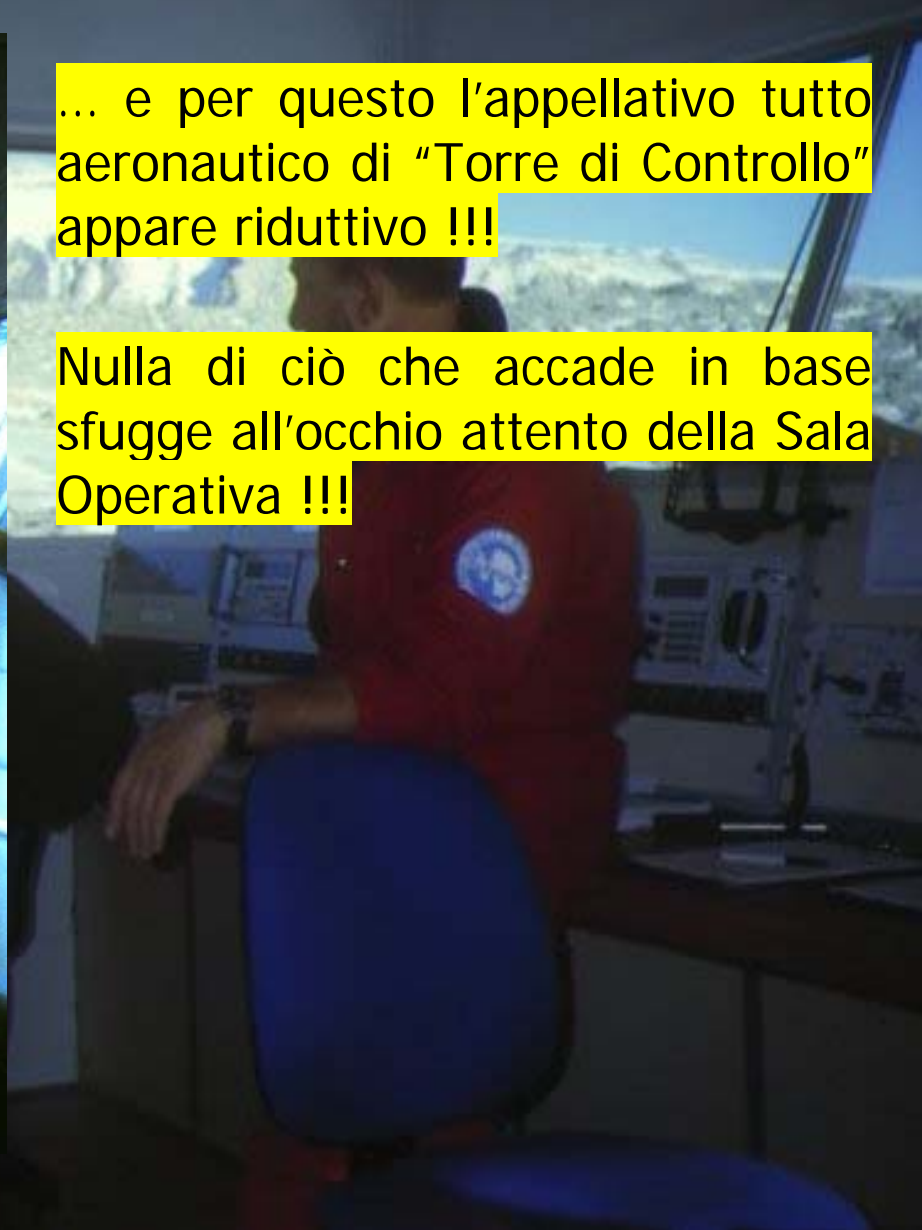 … e per questo l’appellativo tutto
aeronautico di “Torre di Controllo”
appare riduttivo !!!
Nulla di ciò che accade in base
sfugge all’occhio attento della Sala
Operativa !!!